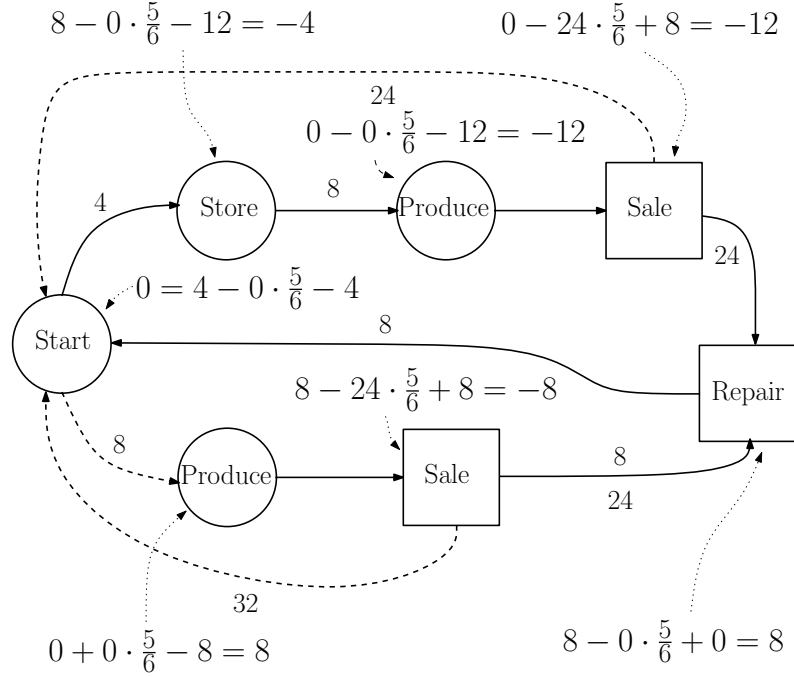 8 − 0 · 5/6 − 12 = −4
0 − 24 · 5/6 + 8 = −12
24
0 − 0 · 5/6 − 12 = −12
4
Store
8
Produce
Sale
24
0 = 4 − 0 · 5/6 − 4
Start
8
Repair
8 − 24 · 5/6 + 8 = −8
8
Produce
Sale
8
24
32
0 + 0 · 5/6 − 8 = 8
8 − 0 · 5/6 + 0 = 8